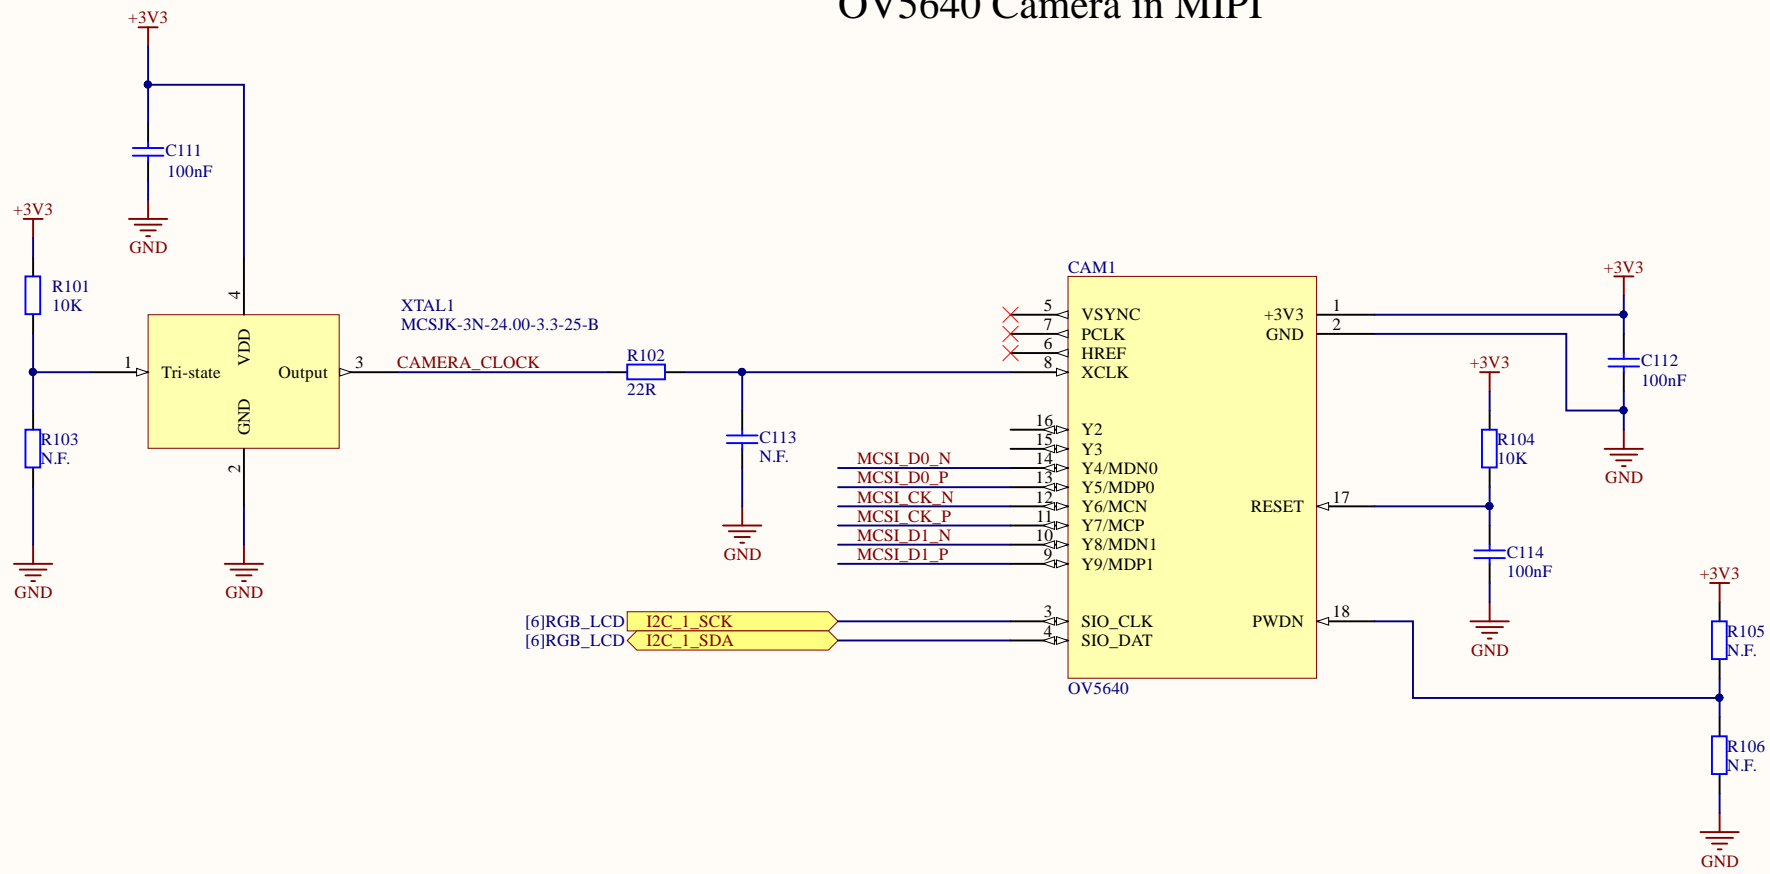 OV5640 Camera in MIPI
+3V3
C111
100nF
GND
+3V3
R101
10K
R103
N.F.
GND
1
Tri-state
4
VDD
GND
2
Output
3
GND
XTAL1
MCSJK-3N-24.00-3.3-25-B
CAMERA_CLOCK
R102
22R
C113
N.F.
GND
CAM1
5 VSYNC
7 PCLK
6 HREF
8 XCLK
16 Y2
15 Y3
MCSI_D0_N 14 Y4/MDN0
MCSI_D0_P 13 Y5/MDP0
MCSI_CK_N 12 Y6/MCN
MCSI_CK_P 11 Y7/MCP
MCSI_D1_N 10 Y8/MDN1
MCSI_D1_P 9 Y9/MDP1
[6]RGB_LCD I2C_1_SCK 3 SIO_CLK
[6]RGB_LCD I2C_1_SDA 4 SIO_DAT
OV5640
+3V3 1
GND 2
RESET 17
PWDN 18
+3V3
C112
100nF
GND
+3V3
R104
10K
C114
100nF
GND
+3V3
R105
N.F.
R106
N.F.
GND